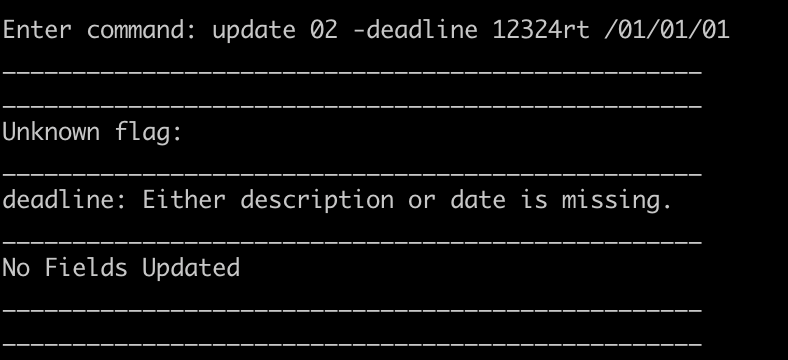 Enter command: update 02 -deadline 12324rt /01/01/01
__________________________________________________
__________________________________________________
Unknown flag:
__________________________________________________
deadline: Either description or date is missing.
__________________________________________________
No Fields Updated
__________________________________________________
__________________________________________________